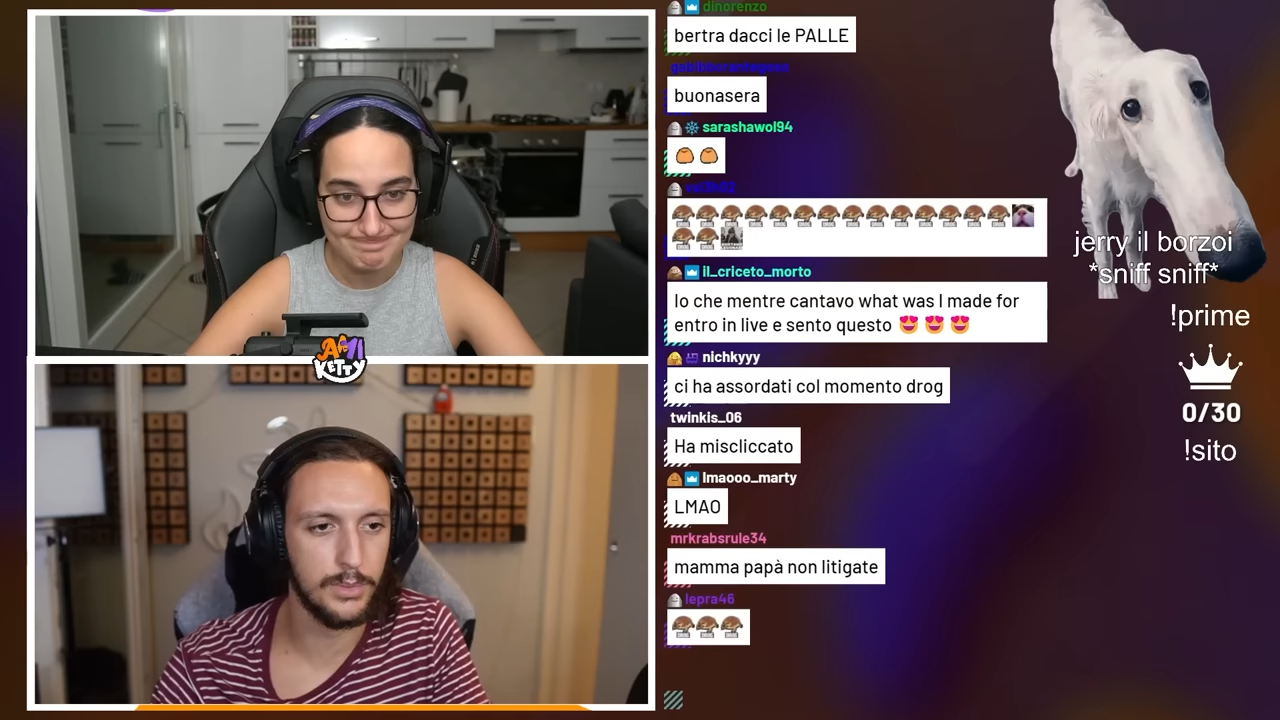 AMI
KETTY
dinorenzo
bertra dacci le PALLE
buonasera
sarashawol94
il_criceto_morto
Io che mentre cantavo what was I made for
entro in live e sento questo 😍 😍 😍
nichkyyy
ci ha assordati col momento drog
twinkis_06
Ha miscliccato
lmaooo_marty
LMAO
mrkrabsrule34
mamma papà non litigate
lepra46
jerry il borzoi
*sniff sniff*
!prime
0/30
!sito